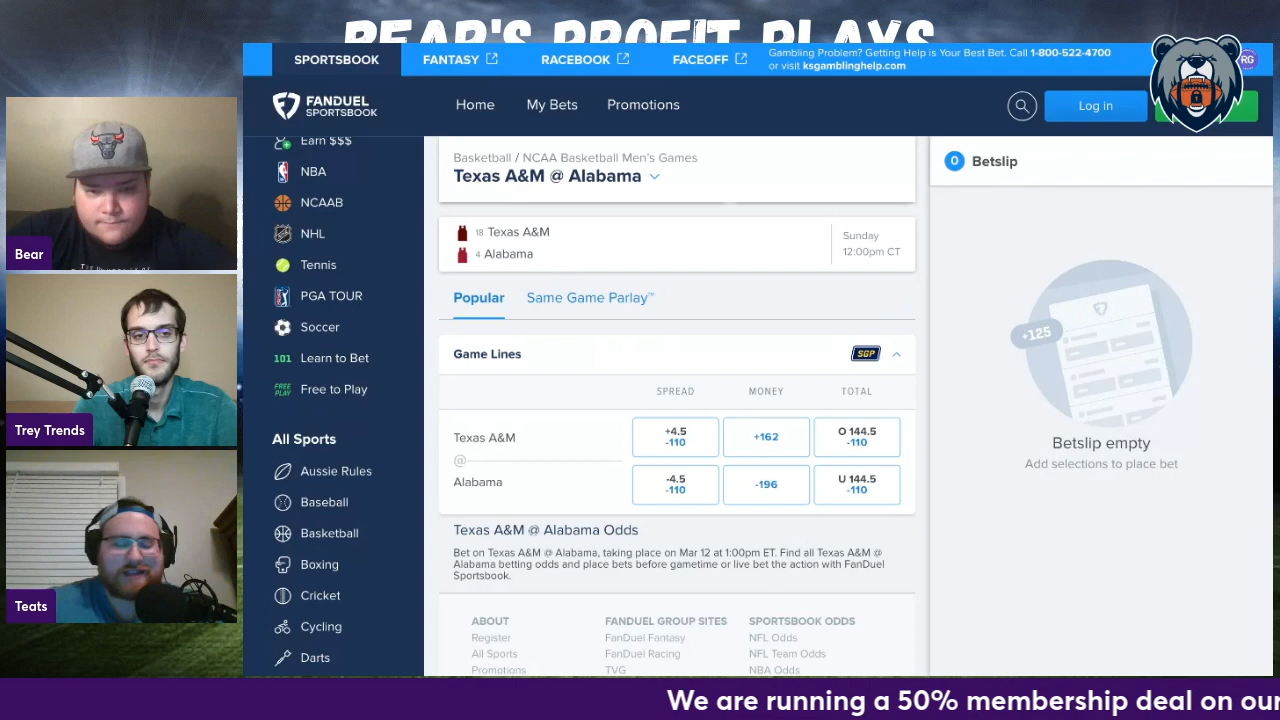 BEAR'S PROFIT PLAYS
SPORTSBOOK
FANTASY
RACEBOOK
FACEOFF
Gambling Problem? Getting Help is Your Best Bet. Call 1-800-522-4700
or visit ksgamblinghelp.com
RG
FANDUEL
SPORTSBOOK
Home
My Bets
Promotions
Log in
Earn $$$
NBA
NCAAB
NHL
Tennis
PGA TOUR
Soccer
101 Learn to Bet
FREE
PLAY
Free to Play
All Sports
Aussie Rules
Baseball
Basketball
Boxing
Cricket
Cycling
Darts
Basketball / NCAA Basketball Men's Games
Texas A&M @ Alabama
18 Texas A&M
4 Alabama
Sunday
12:00pm CT
Popular
Same Game Parlay™
Game Lines
SGP
SPREAD MONEY TOTAL
Texas A&M
+4.5
-110
+162
O 144.5
-110
@
Alabama
-4.5
-110
-196
U 144.5
-110
Texas A&M @ Alabama Odds
Bet on Texas A&M @ Alabama, taking place on Mar 12 at 1:00pm ET. Find all Texas A&M @
Alabama betting odds and place bets before gametime or live bet the action with FanDuel
Sportsbook.
ABOUT
Register
All Sports
Promotions
FANDUEL GROUP SITES
FanDuel Fantasy
FanDuel Racing
TVG
SPORTSBOOK ODDS
NFL Odds
NFL Team Odds
NBA Odds
0 Betslip
+125
Betslip empty
Add selections to place bet
Bear
Trey Trends
Teats
We are running a 50% membership deal on our